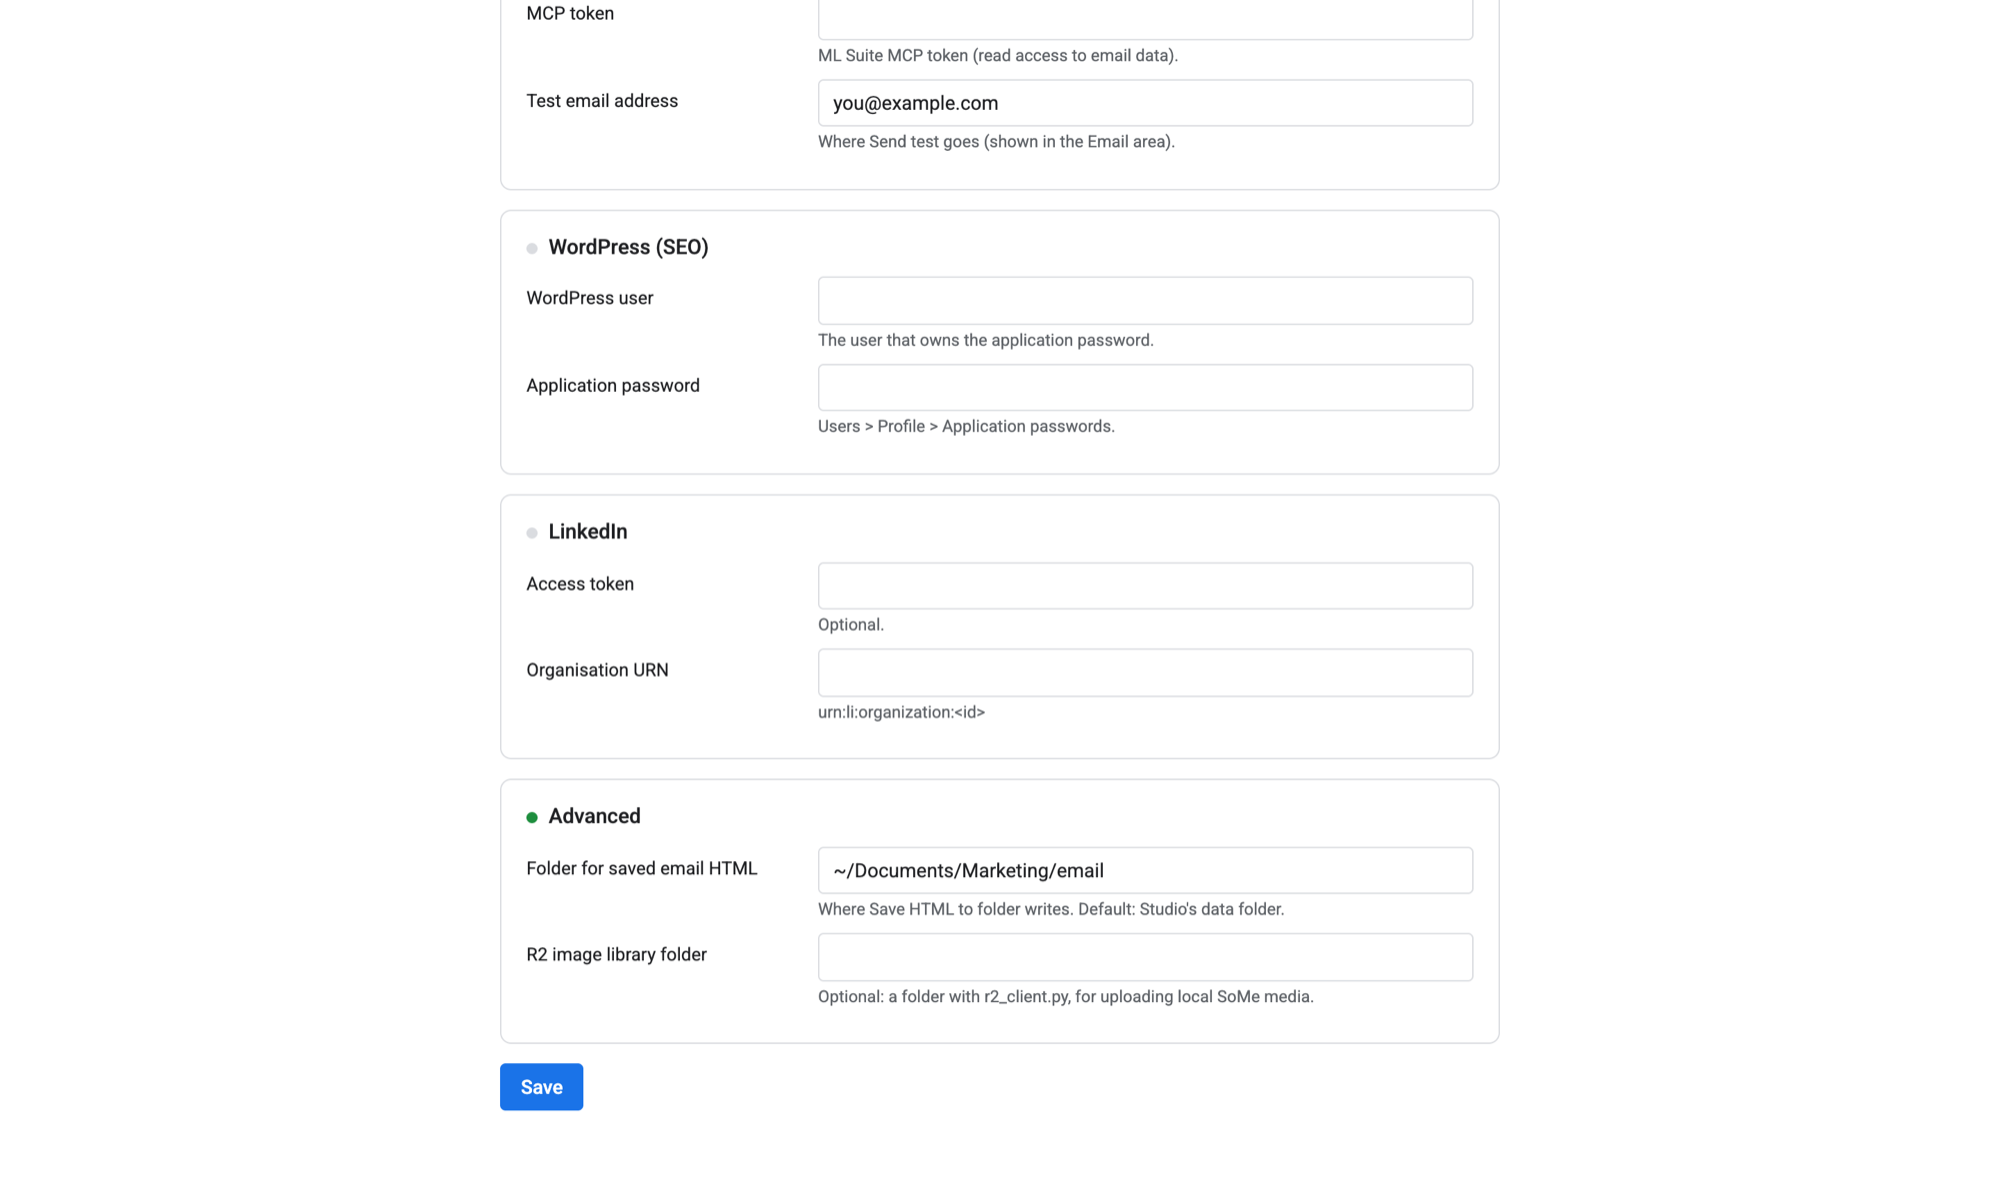 MCP token
ML Suite MCP token (read access to email data).
Test email address
you@example.com
Where Send test goes (shown in the Email area).
WordPress (SEO)
WordPress user
The user that owns the application password.
Application password
Users > Profile > Application passwords.
LinkedIn
Access token
Optional.
Organisation URN
urn:li:organization:<id>
Advanced
Folder for saved email HTML
~/Documents/Marketing/email
Where Save HTML to folder writes. Default: Studio's data folder.
R2 image library folder
Optional: a folder with r2_client.py, for uploading local SoMe media.
Save